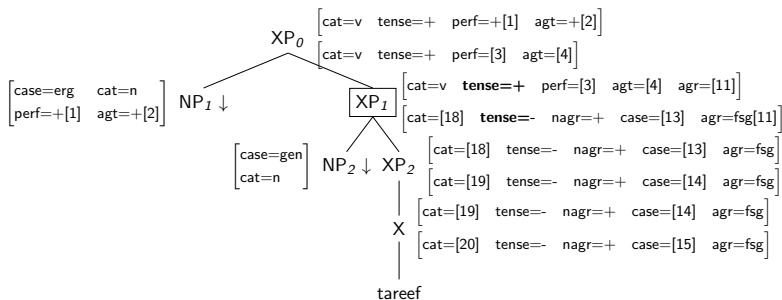 XP0 [cat=v tense=+ perf=+[1] agt=+[2]]
[cat=v tense=+ perf=[3] agt=[4]]
[case=erg cat=n
perf=+[1] agt=+[2]] NP1 ↓
XP1 [cat=v tense=+ perf=[3] agt=[4] agr=[11]]
[cat=[18] tense=- nagr=+ case=[13] agr=fsg[11]]
[case=gen
cat=n] NP2 ↓
XP2 [cat=[18] tense=- nagr=+ case=[13] agr=fsg]
[cat=[19] tense=- nagr=+ case=[14] agr=fsg]
X [cat=[19] tense=- nagr=+ case=[14] agr=fsg]
[cat=[20] tense=- nagr=+ case=[15] agr=fsg]
tareef